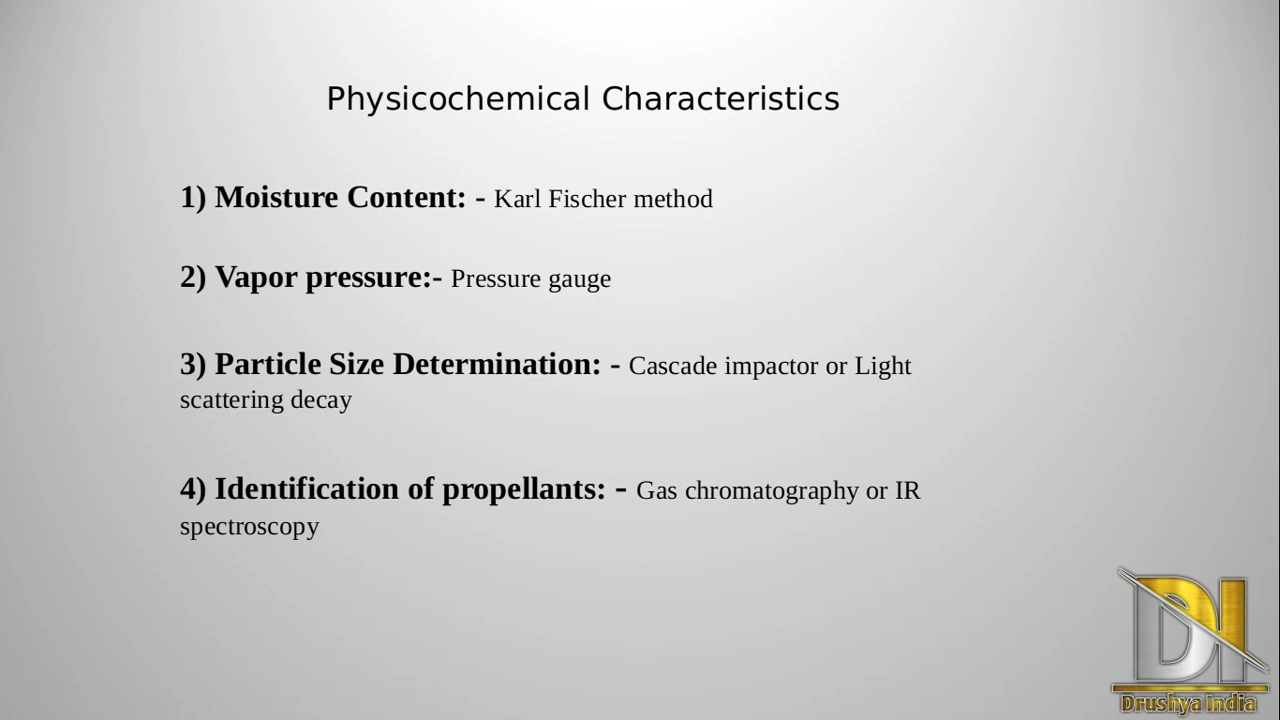 Physicochemical Characteristics
1) Moisture Content: - Karl Fischer method
2) Vapor pressure:- Pressure gauge
3) Particle Size Determination: - Cascade impactor or Light
scattering decay
4) Identification of propellants: - Gas chromatography or IR
spectroscopy
DI
Drushya India